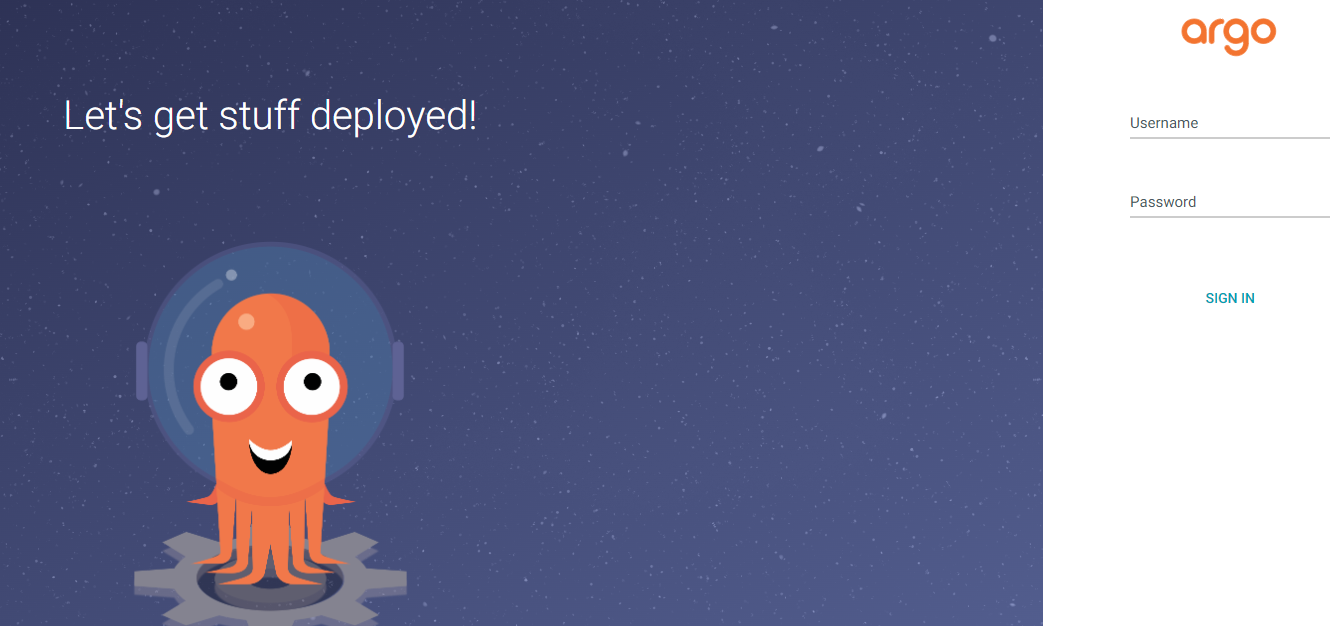 Let's get stuff deployed!
argo
Username
Password
SIGN IN